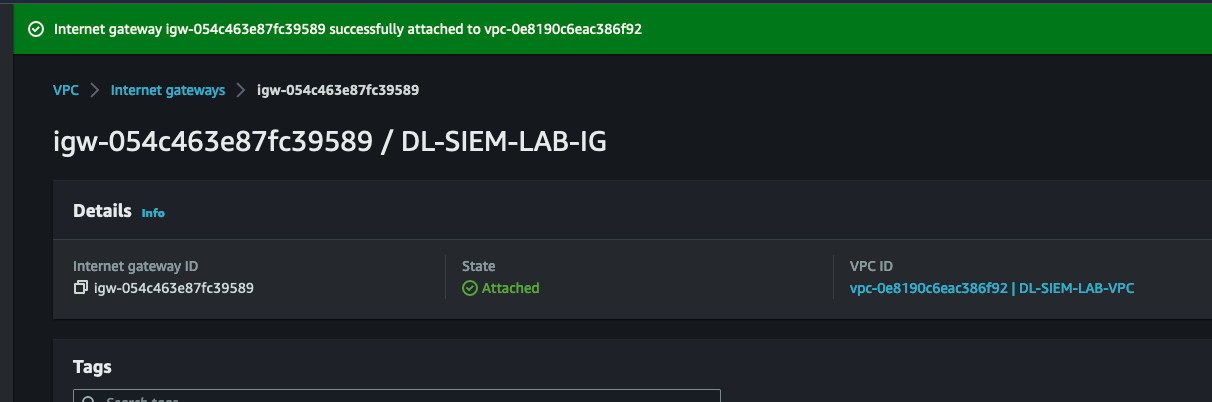 Internet gateway igw-054c463e87fc39589 successfully attached to vpc-0e8190c6eac386f92
VPC > Internet gateways > igw-054c463e87fc39589
igw-054c463e87fc39589 / DL-SIEM-LAB-IG
Details Info
Internet gateway ID State VPC ID
igw-054c463e87fc39589 Attached vpc-0e8190c6eac386f92 | DL-SIEM-LAB-VPC
Tags
Search tags